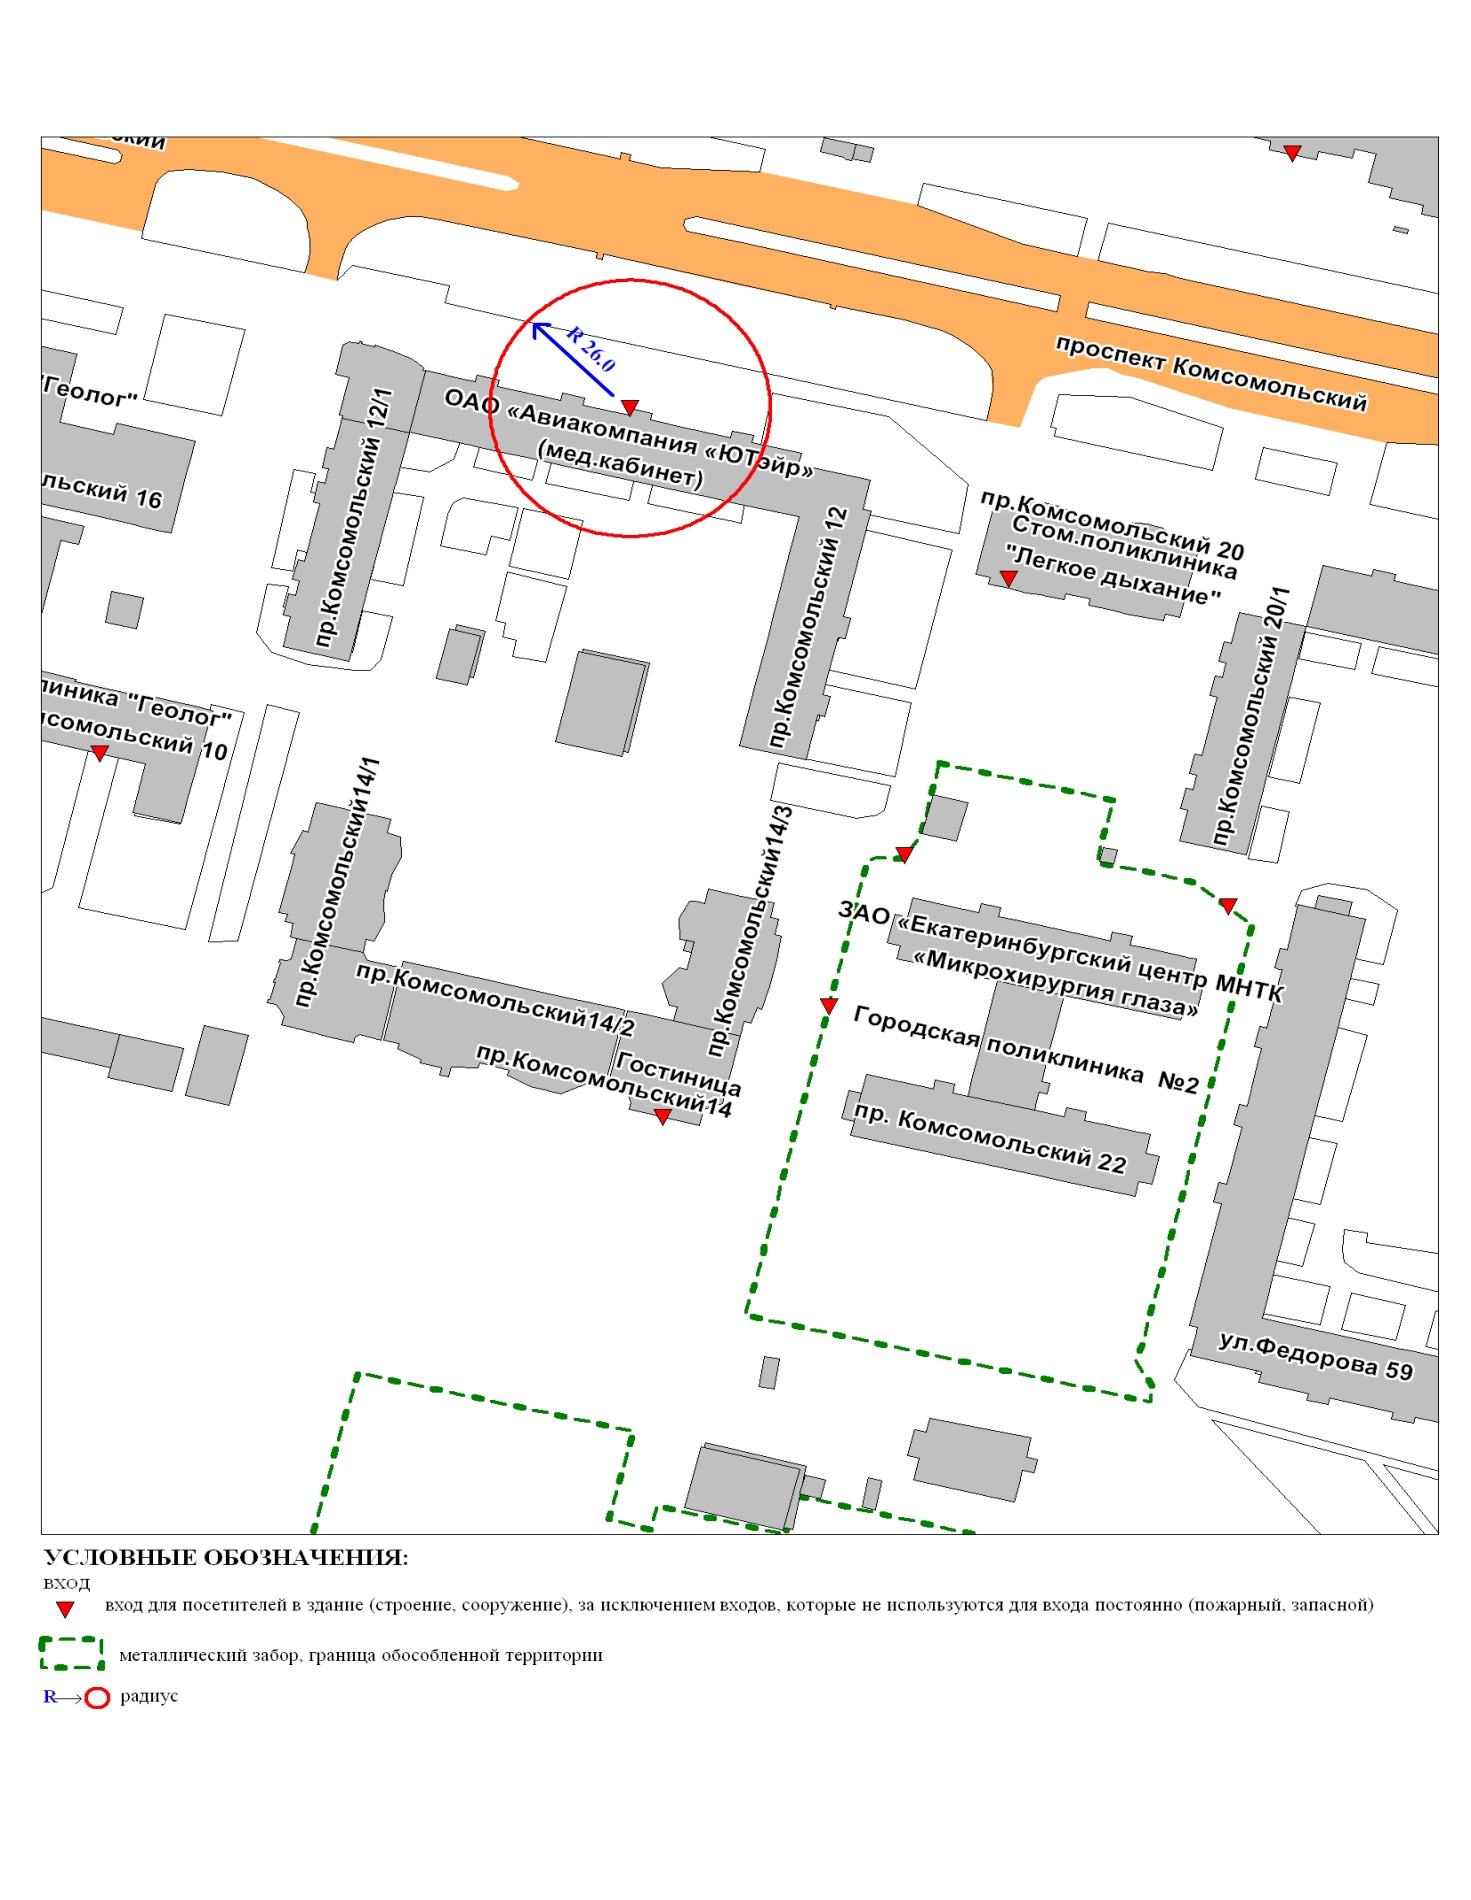 ский
R 26.0
проспект Комсомольский
"Геолог"
ОАО «Авиакомпания «ЮТэйр»
(мед.кабинет)
пр.Комсомольский 12/1
льский 16
пр.Комсомольский 12
пр.Комсомольский 20
Стом.поликлиника
"Легкое дыхание"
пр.Комсомольский 20/1
линика "Геолог"
сомольский 10
пр.Комсомольский14/1
пр.Комсомольский14/3
ЗАО «Екатеринбургский центр МНТК
«Микрохирургия глаза»
пр.Комсомольский14/2
Городская поликлиника №2
Гостиница
пр.Комсомольский14
пр. Комсомольский 22
ул.Федорова 59
УСЛОВНЫЕ ОБОЗНАЧЕНИЯ:
ВХОД
вход для посетителей в здание (строение, сооружение), за исключением входов, которые не используются для входа постоянно (пожарный, запасной)
металлический забор, граница обособленной территории
R радиус